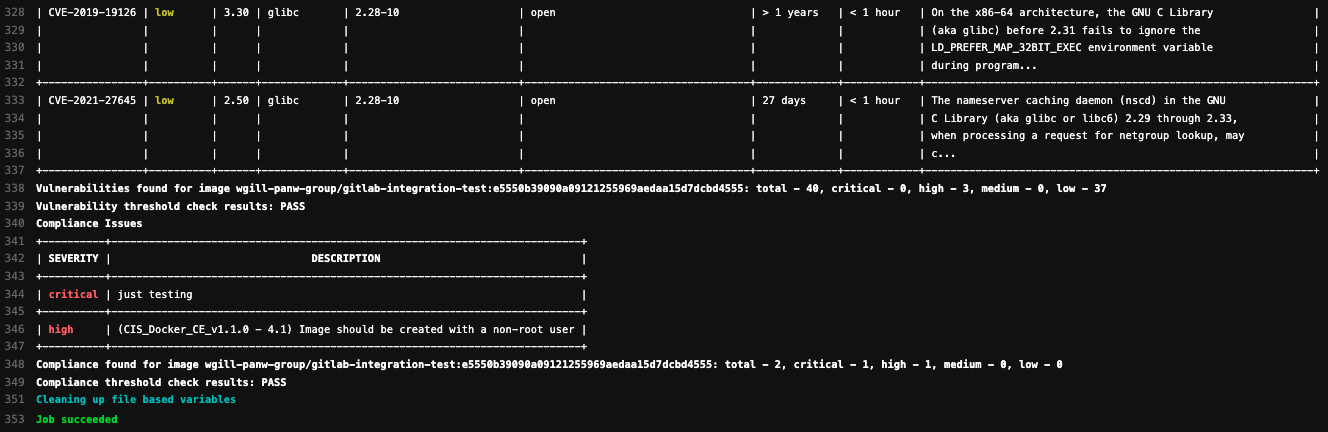 328 | CVE-2019-19126 | low | 3.30 | glibc | 2.28-10 | open | > 1 years | < 1 hour | On the x86-64 architecture, the GNU C Library |
329 | | | | | | | | | (aka glibc) before 2.31 fails to ignore the |
330 | | | | | | | | | LD_PREFER_MAP_32BIT_EXEC environment variable |
331 | | | | | | | | | during program... |
332 +----------------+----------+------+-------------+---------------------------+-------------------------------------+-------------+------------+---------------------------------------------------------------+
333 | CVE-2021-27645 | low | 2.50 | glibc | 2.28-10 | open | 27 days | < 1 hour | The nameserver caching daemon (nscd) in the GNU |
334 | | | | | | | | | C Library (aka glibc or libc6) 2.29 through 2.33, |
335 | | | | | | | | | when processing a request for netgroup lookup, may |
336 | | | | | | | | | c... |
337 +----------------+----------+------+-------------+---------------------------+-------------------------------------+-------------+------------+---------------------------------------------------------------+
338 Vulnerabilities found for image wgill-panw-group/gitlab-integration-test:e5550b39090a09121255969aedaa15d7dcbd4555: total - 40, critical - 0, high - 3, medium - 0, low - 37
339 Vulnerability threshold check results: PASS
340 Compliance Issues
341 +----------+---------------------------------------------------------------------------+
342 | SEVERITY | DESCRIPTION |
343 +----------+---------------------------------------------------------------------------+
344 | critical | just testing |
345 +----------+---------------------------------------------------------------------------+
346 | high | (CIS_Docker_CE_v1.1.0 - 4.1) Image should be created with a non-root user |
347 +----------+---------------------------------------------------------------------------+
348 Compliance found for image wgill-panw-group/gitlab-integration-test:e5550b39090a09121255969aedaa15d7dcbd4555: total - 2, critical - 1, high - 1, medium - 0, low - 0
349 Compliance threshold check results: PASS
351 Cleaning up file based variables
353 Job succeeded